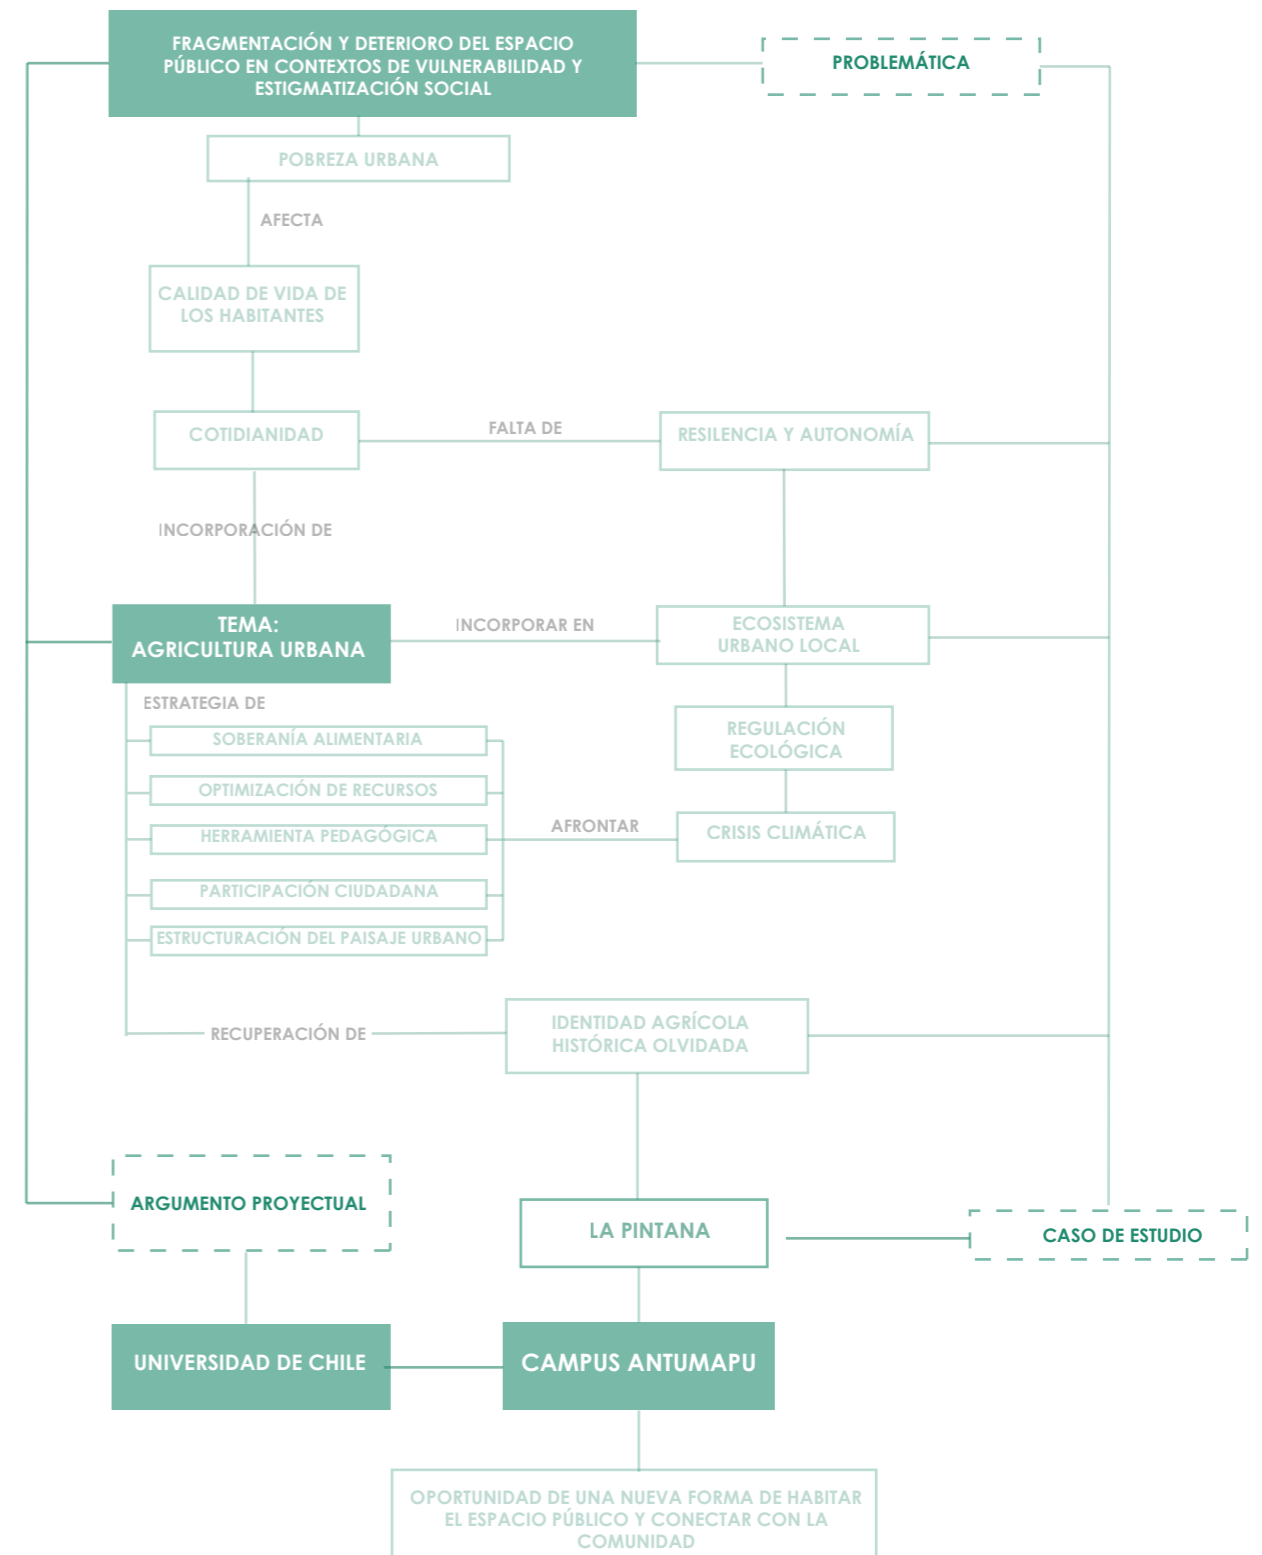 FRAGMENTACIÓN Y DETERIORO DEL ESPACIO
PÚBLICO EN CONTEXTOS DE VULNERABILIDAD Y
ESTIGMATIZACIÓN SOCIAL
PROBLEMÁTICA
POBREZA URBANA
AFECTA
CALIDAD DE VIDA DE
LOS HABITANTES
COTIDIANIDAD
FALTA DE
RESILENCIA Y AUTONOMÍA
INCORPORACIÓN DE
TEMA:
AGRICULTURA URBANA
INCORPORAR EN
ECOSISTEMA
URBANO LOCAL
ESTRATEGIA DE
SOBERANÍA ALIMENTARIA
REGULACIÓN
ECOLÓGICA
OPTIMIZACIÓN DE RECURSOS
HERRAMIENTA PEDAGÓGICA
AFRONTAR
CRISIS CLIMÁTICA
PARTICIPACIÓN CIUDADANA
ESTRUCTURACIÓN DEL PAISAJE URBANO
RECUPERACIÓN DE
IDENTIDAD AGRÍCOLA
HISTÓRICA OLVIDADA
ARGUMENTO PROYECTUAL
LA PINTANA
CASO DE ESTUDIO
UNIVERSIDAD DE CHILE
CAMPUS ANTUMAPU
OPORTUNIDAD DE UNA NUEVA FORMA DE HABITAR
EL ESPACIO PÚBLICO Y CONECTAR CON LA
COMUNIDAD